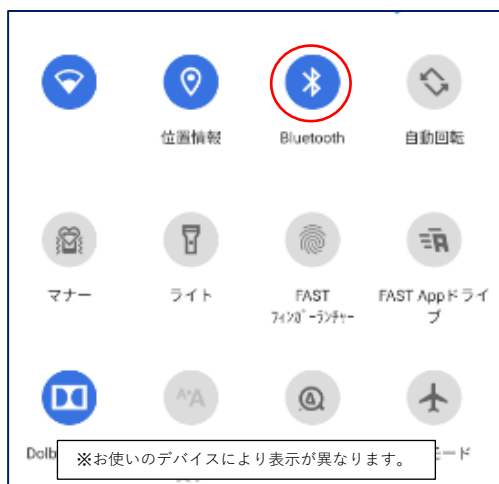 位置情報 Bluetooth 自動回転
マナー ライト FAST FAST Appドライ
フィンガーランチャー ブ
Dolb
モード
※お使いのデバイスにより表示が異なります。